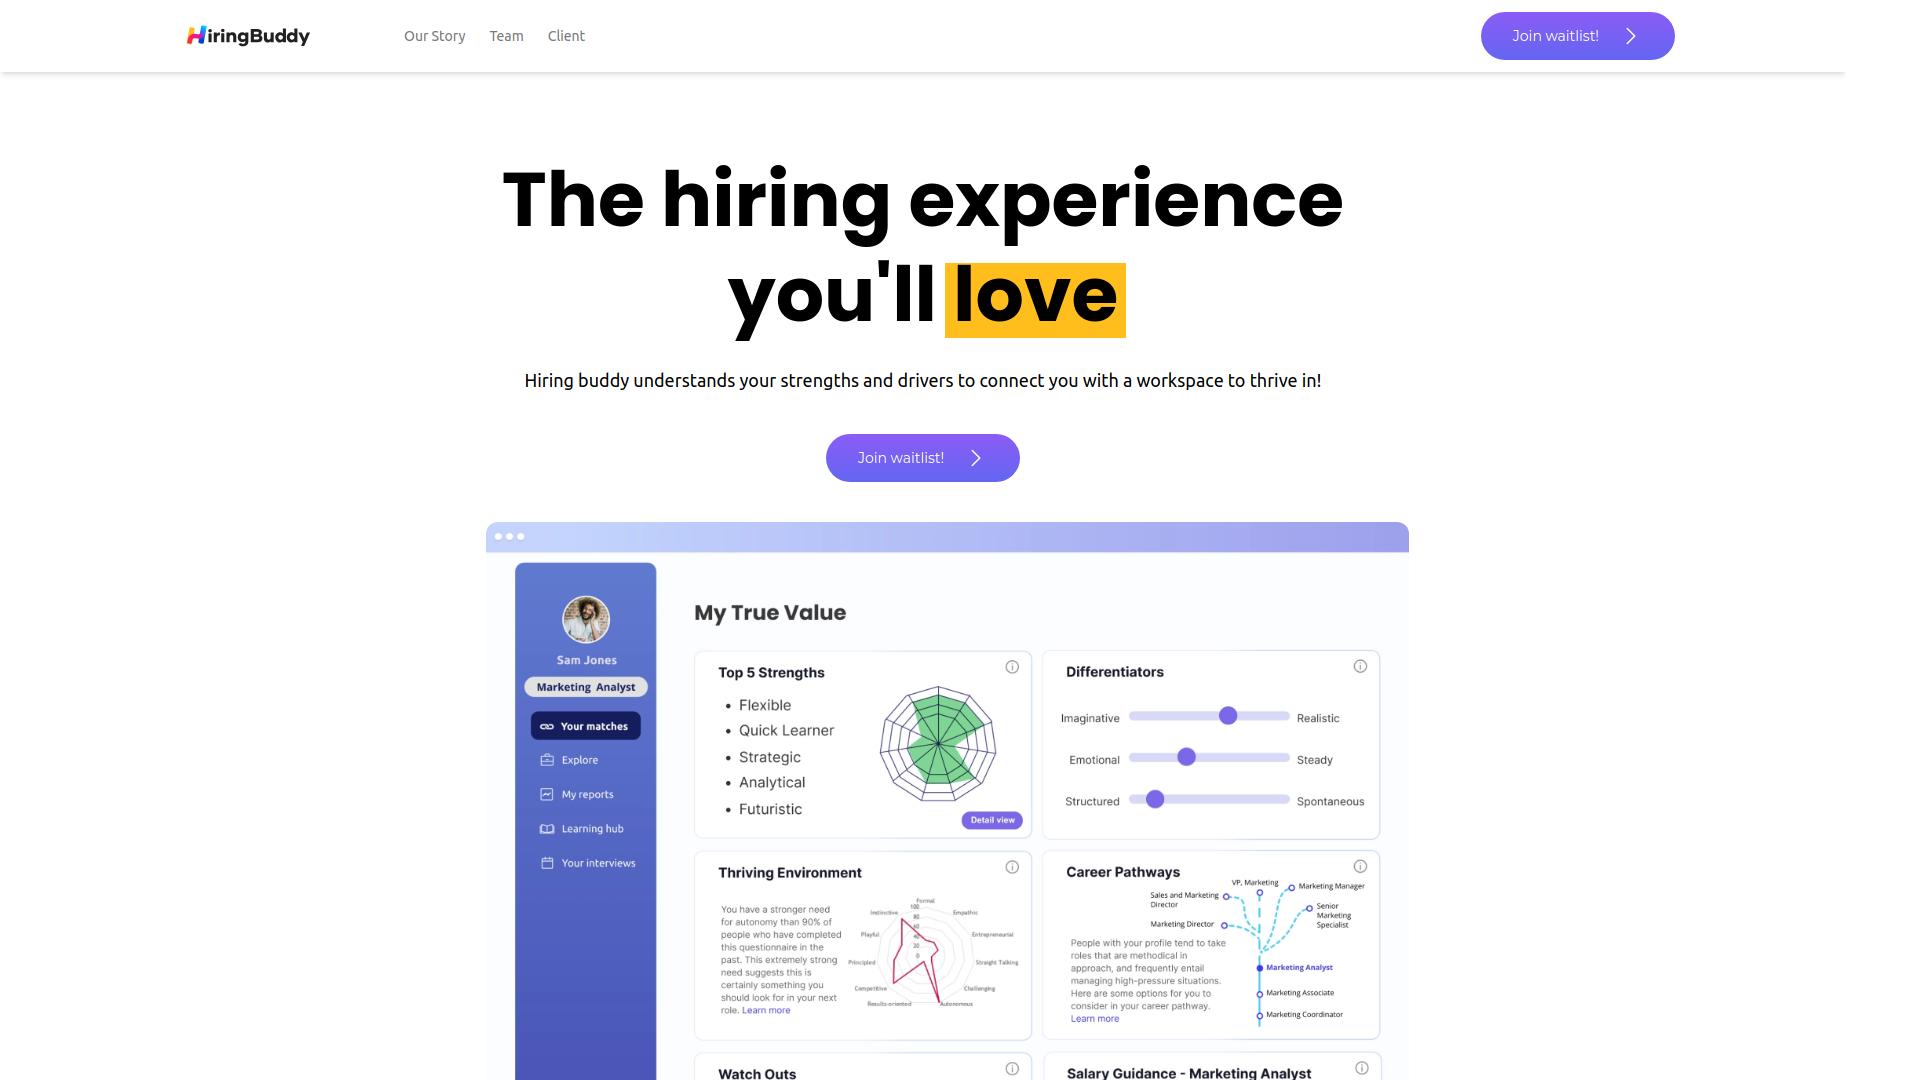 HiringBuddy
Our Story
Team
Client
Join waitlist!
The hiring experience
you'll love
Hiring buddy understands your strengths and drivers to connect you with a workspace to thrive in!
Join waitlist!
Sam Jones
Marketing Analyst
Your matches
Explore
My reports
Learning hub
Your interviews
My True Value
Top 5 Strengths
• Flexible
• Quick Learner
• Strategic
• Analytical
• Futuristic
Detail view
Differentiators
Imaginative
Realistic
Emotional
Steady
Structured
Spontaneous
Thriving Environment
You have a stronger need
for autonomy than 90% of
people who have completed
this questionnaire in the
past. This extremely strong
need suggests this is
certainly something you
should look for in your next
role. Learn more
Formal
Instinctive
Empathic
Playful
Entrepreneurial
Principled
Straight Talking
Competitive
Challenging
Results-oriented
Autonomous
100
80
60
40
20
0
Career Pathways
VP, Marketing
Marketing Manager
Sales and Marketing
Director
Senior
Marketing
Specialist
Marketing Director
People with your profile tend to take
roles that are methodical in
approach, and frequently entail
managing high-pressure situations.
Here are some options for you to
consider in your career pathway.
Learn more
Marketing Analyst
Marketing Associate
Marketing Coordinator
Watch Outs
Salary Guidance - Marketing Analyst